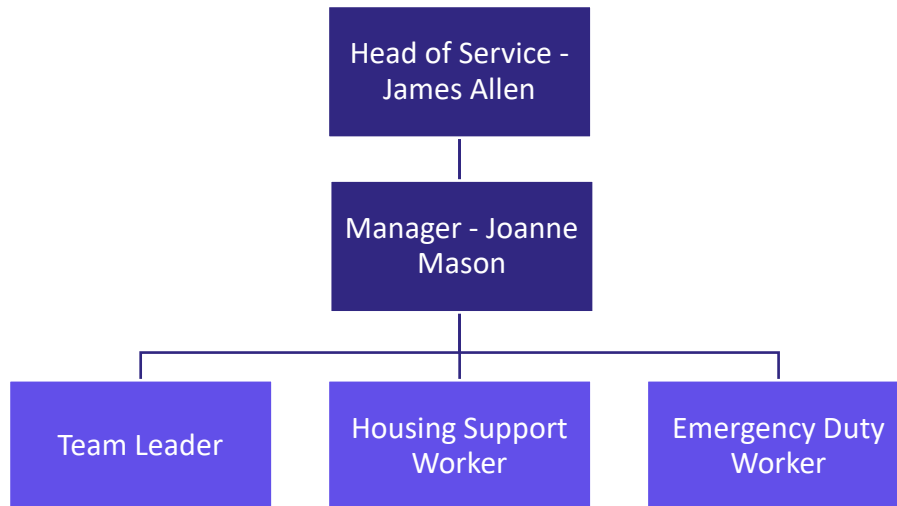 Head of Service -
James Allen
Manager - Joanne
Mason
Team Leader
Housing Support
Worker
Emergency Duty
Worker